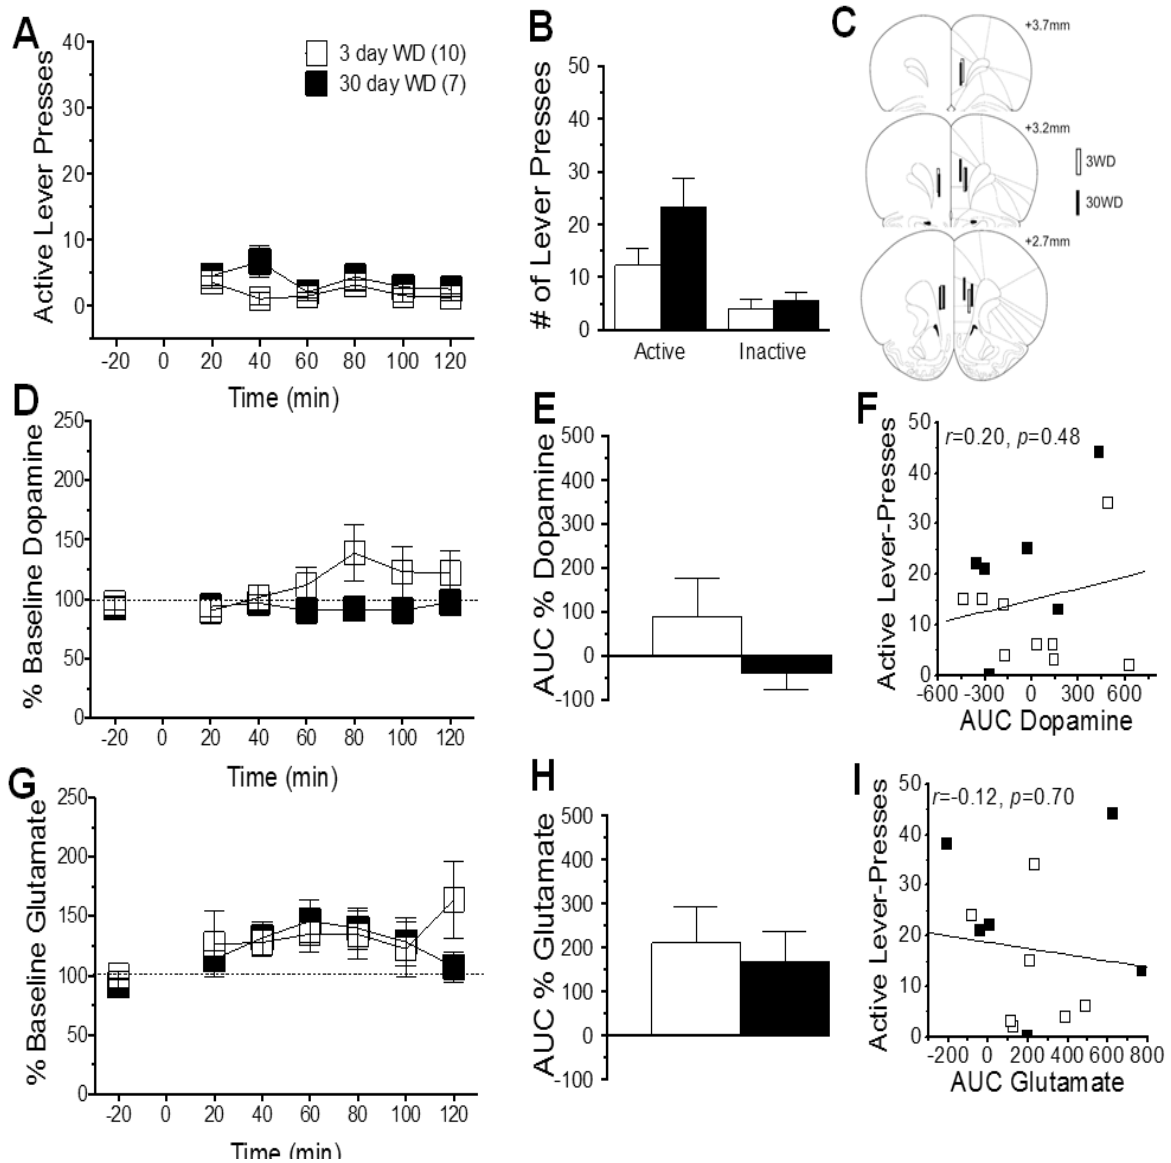 A
Active Lever Presses
40
30
20
10
0
3 day WD (10)
30 day WD (7)
-20 0 20 40 60 80 100 120
Time (min)
B
# of Lever Presses
50
40
30
20
10
0
Active Inactive
C
+3.7mm
+3.2mm
3WD
30WD
+2.7mm
D
% Baseline Dopamine
250
200
150
100
50
0
-20 0 20 40 60 80 100 120
Time (min)
E
AUC % Dopamine
500
400
300
200
100
0
-100
F
Active Lever-Presses
r=0.20, p=0.48
50
40
30
20
10
0
-600 -300 0 300 600
AUC Dopamine
G
% Baseline Glutamate
250
200
150
100
50
0
-20 0 20 40 60 80 100 120
Time (min)
H
AUC % Glutamate
500
400
300
200
100
0
-100
I
Active Lever-Presses
r=-0.12, p=0.70
50
40
30
20
10
0
-200 0 200 400 600 800
AUC Glutamate